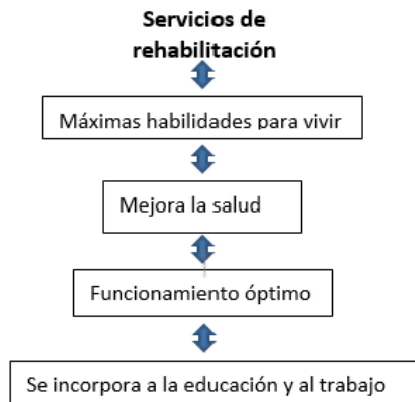 Servicios de
rehabilitación
Máximas habilidades para vivir
Mejora la salud
Funcionamiento óptimo
Se incorpora a la educación y al trabajo